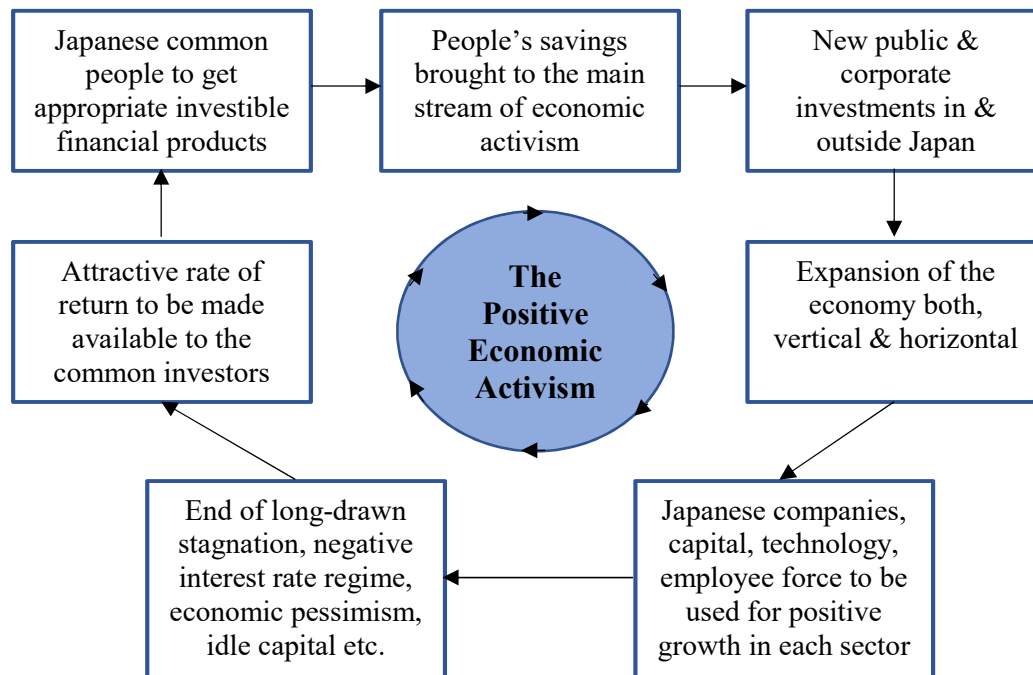 Japanese common
people to get
appropriate investible
financial products
People’s savings
brought to the main
stream of economic
activism
New public &
corporate
investments in &
outside Japan
Attractive rate of
return to be made
available to the
common investors
The
Positive
Economic
Activism
Expansion of the
economy both,
vertical & horizontal
End of long-drawn
stagnation, negative
interest rate regime,
economic pessimism,
idle capital etc.
Japanese companies,
capital, technology,
employee force to be
used for positive
growth in each sector